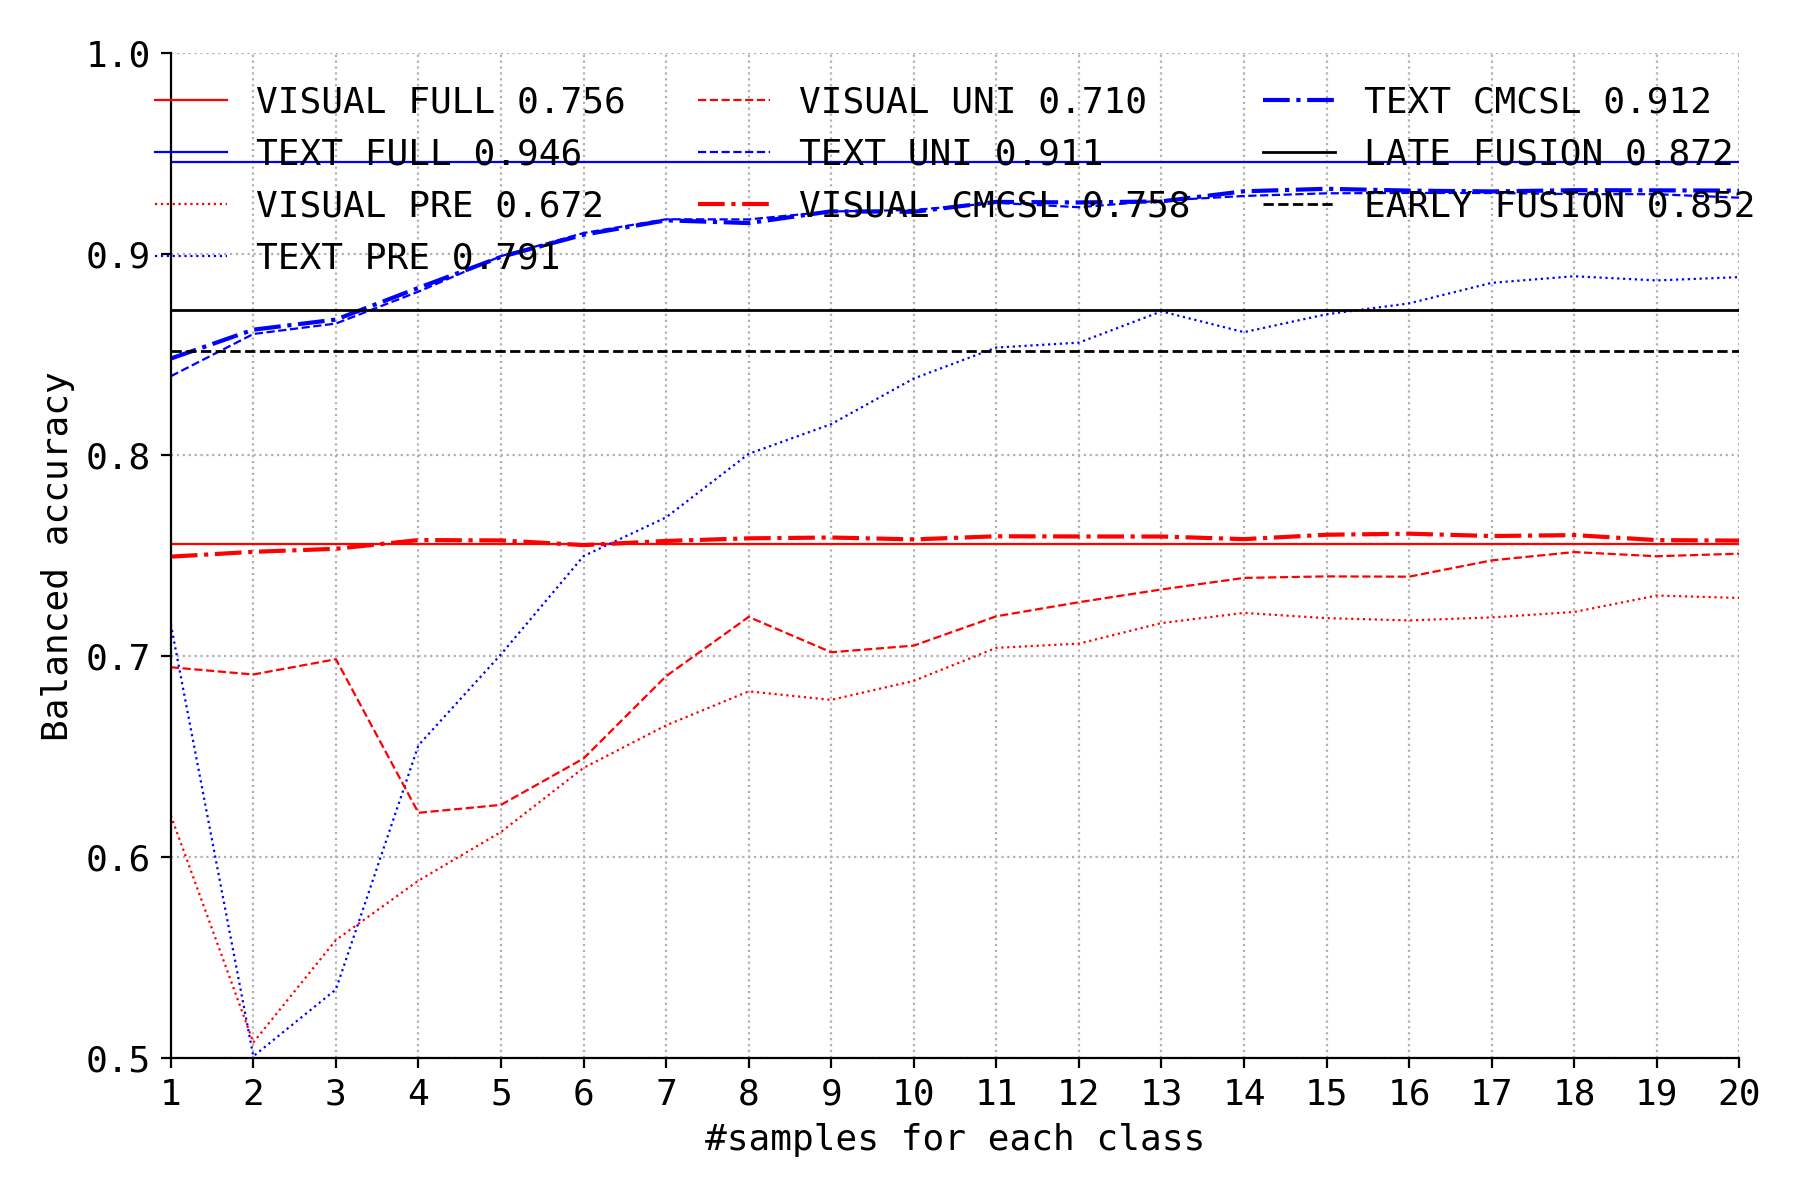 1.0
0.9
0.8
0.7
0.6
0.5
Balanced accuracy
VISUAL FULL 0.756
TEXT FULL 0.946
VISUAL PRE 0.672
TEXT PRE 0.791
VISUAL UNI 0.710
TEXT UNI 0.911
VISUAL CMCSL 0.758
TEXT CMCSL 0.912
LATE FUSION 0.872
EARLY FUSION 0.852
1 2 3 4 5 6 7 8 9 10 11 12 13 14 15 16 17 18 19 20
#samples for each class